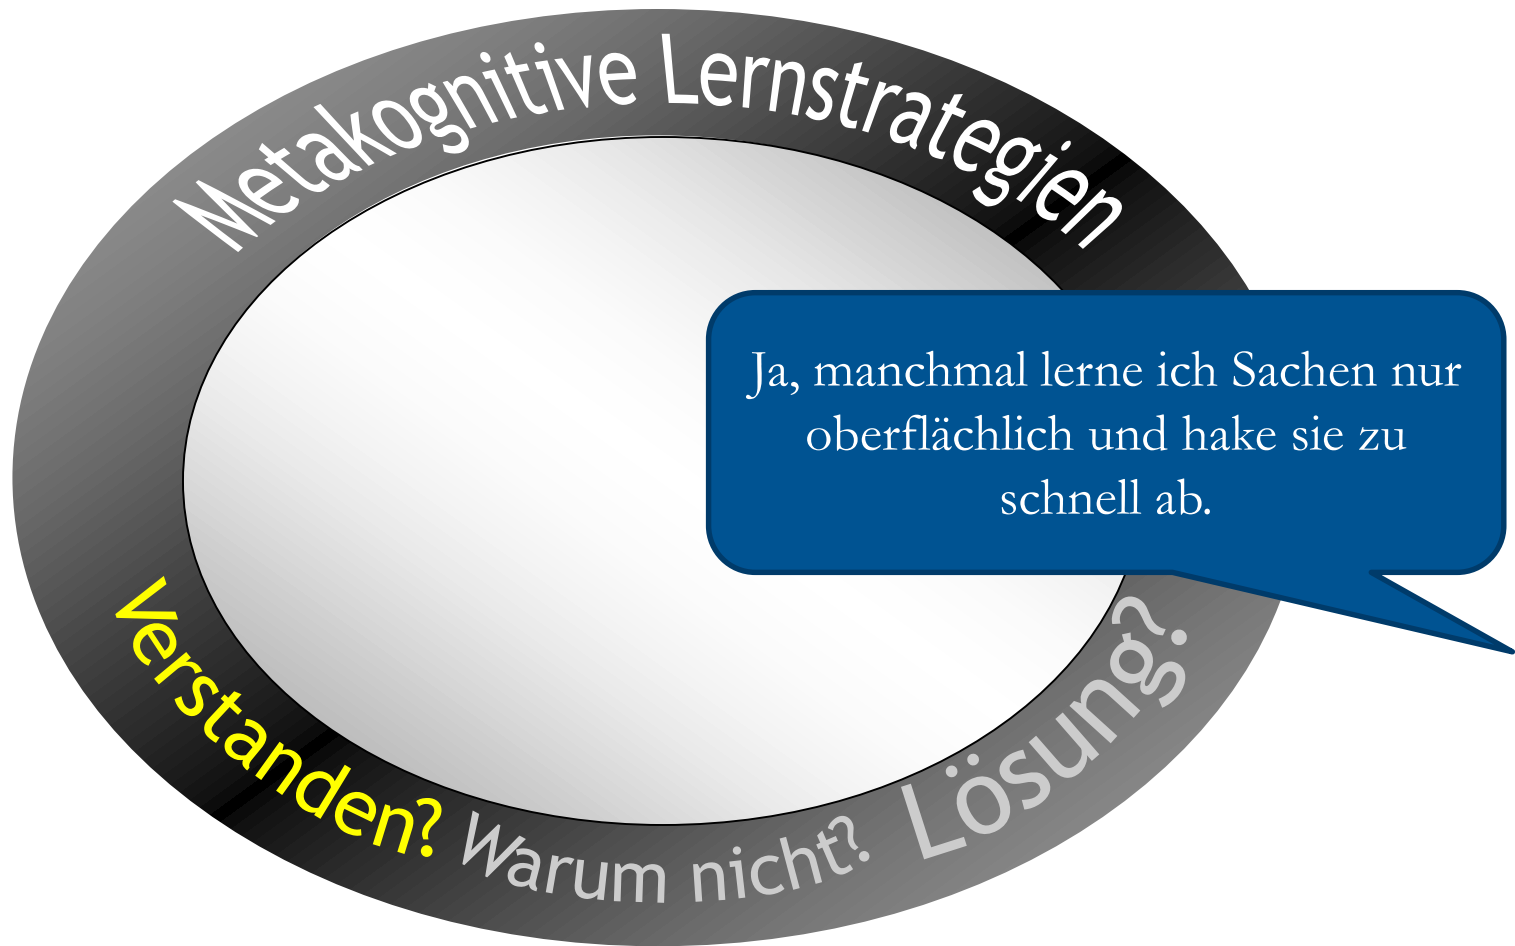 Metakognitive Lernstrategien
Ja, manchmal lerne ich Sachen nur
oberflächlich und hake sie zu
schnell ab.
Verstanden? Warum nicht? Lösung?